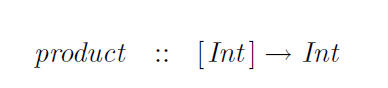 product :: [Int] → Int